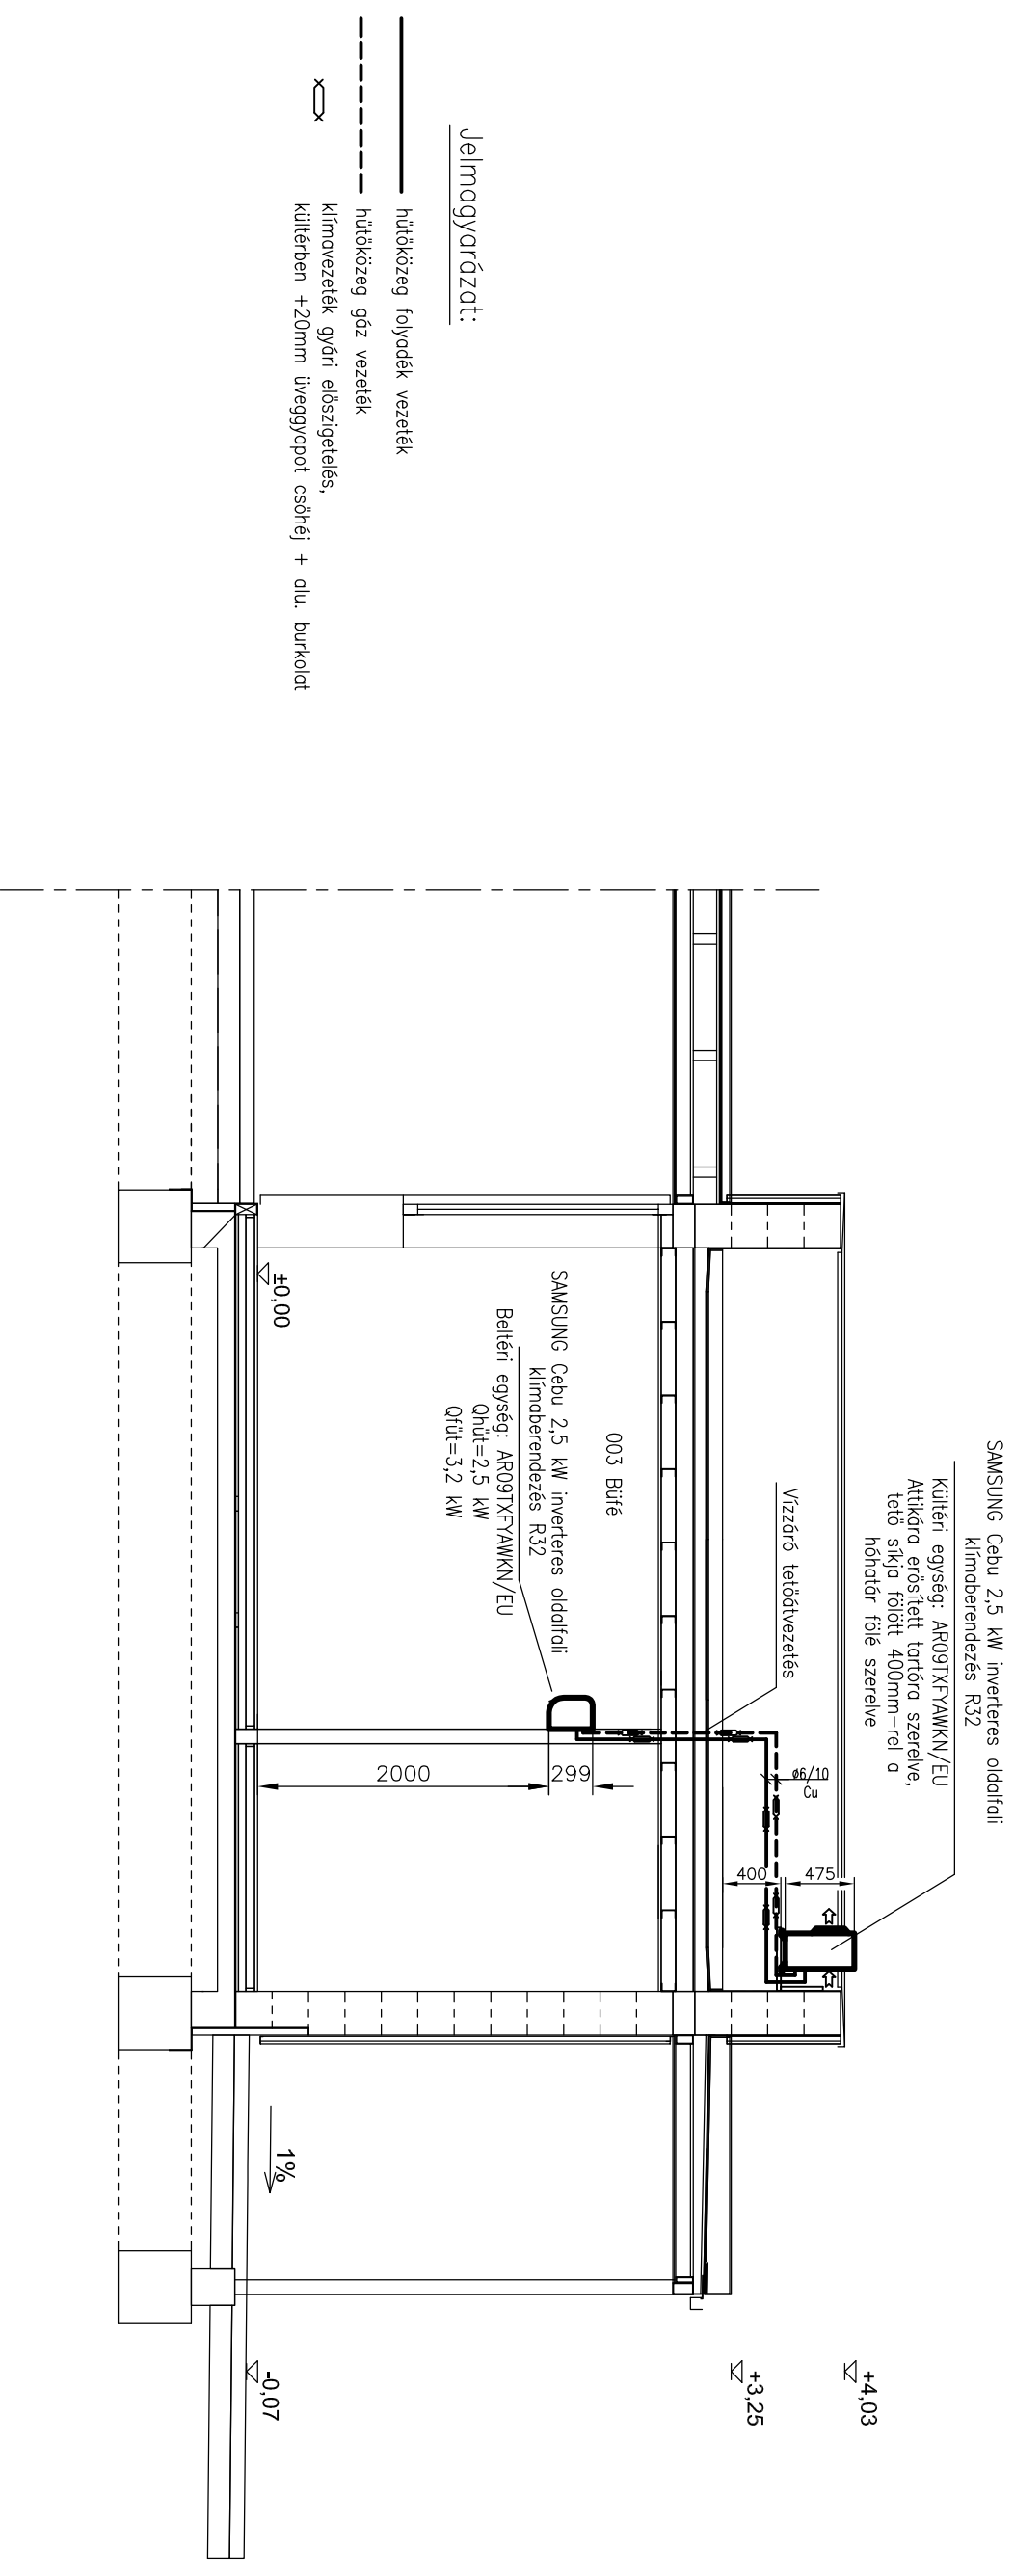 Jelmagyarázat:
hűtőközeg folyadék vezeték
hűtőközeg gáz vezeték
klímavezeték gyári előszigetelés,
kültérben +20mm üveggyapot csőhéj + alu. burkolat
SAMSUNG Cebu 2,5 kW inverteres oldalfali
klímaberendezés R32
Kültéri egység: AR09TXFYAWKN/EU
Attikára erősített tartóra szerelve,
tető síkja fölött 400mm-rel a
hóhatár fölé szerelve
Vízzáró tetőátvezetés
ø6/10
Cu
400
475
003 Büfé
SAMSUNG Cebu 2,5 kW inverteres oldalfali
klímaberendezés R32
Beltéri egység: AR09TXFYAWKN/EU
Qhűt=2,5 kW
Qfűt=3,2 kW
2000
299
±0,00
1%
+4,03
+3,25
-0,07